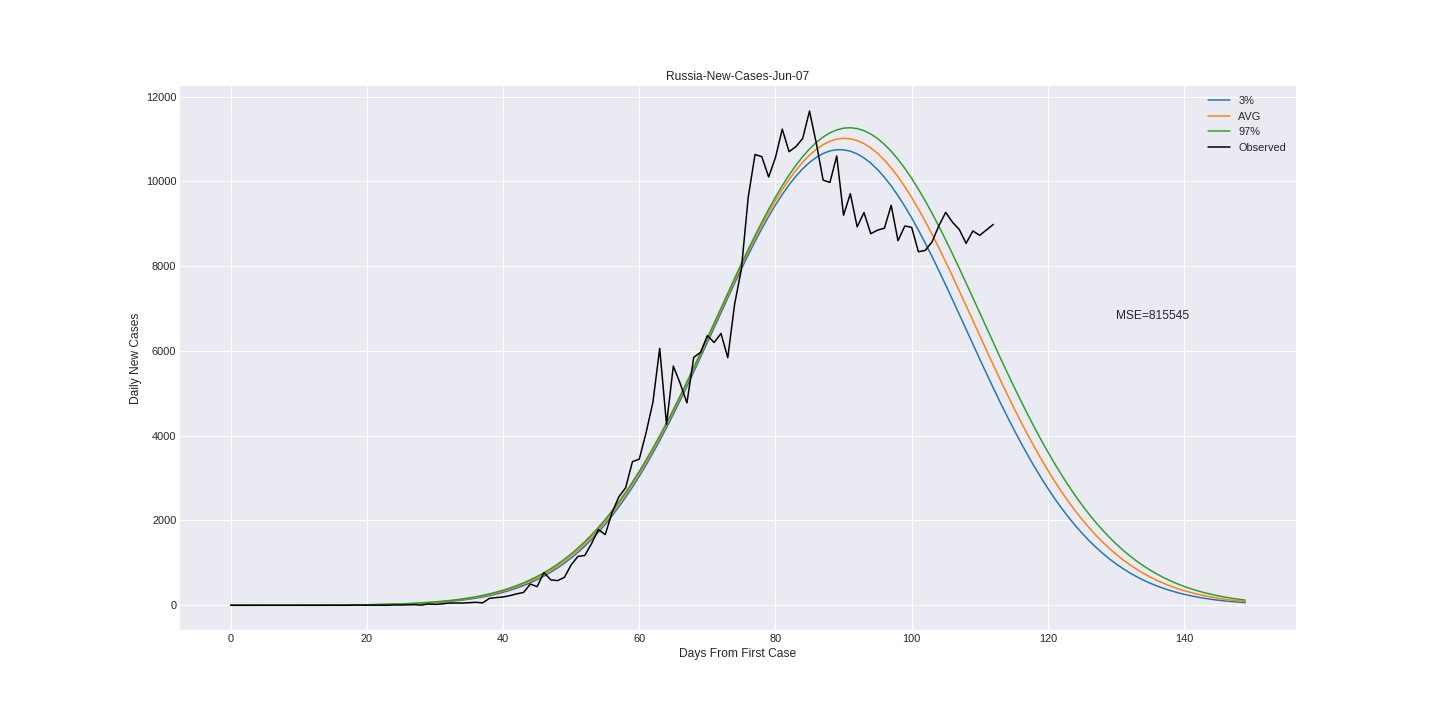 Russia-New-Cases-Jun-07
12000
10000
8000
6000
4000
2000
0
Daily New Cases
3%
AVG
97%
Observed
MSE=815545
0 20 40 60 80 100 120 140
Days From First Case